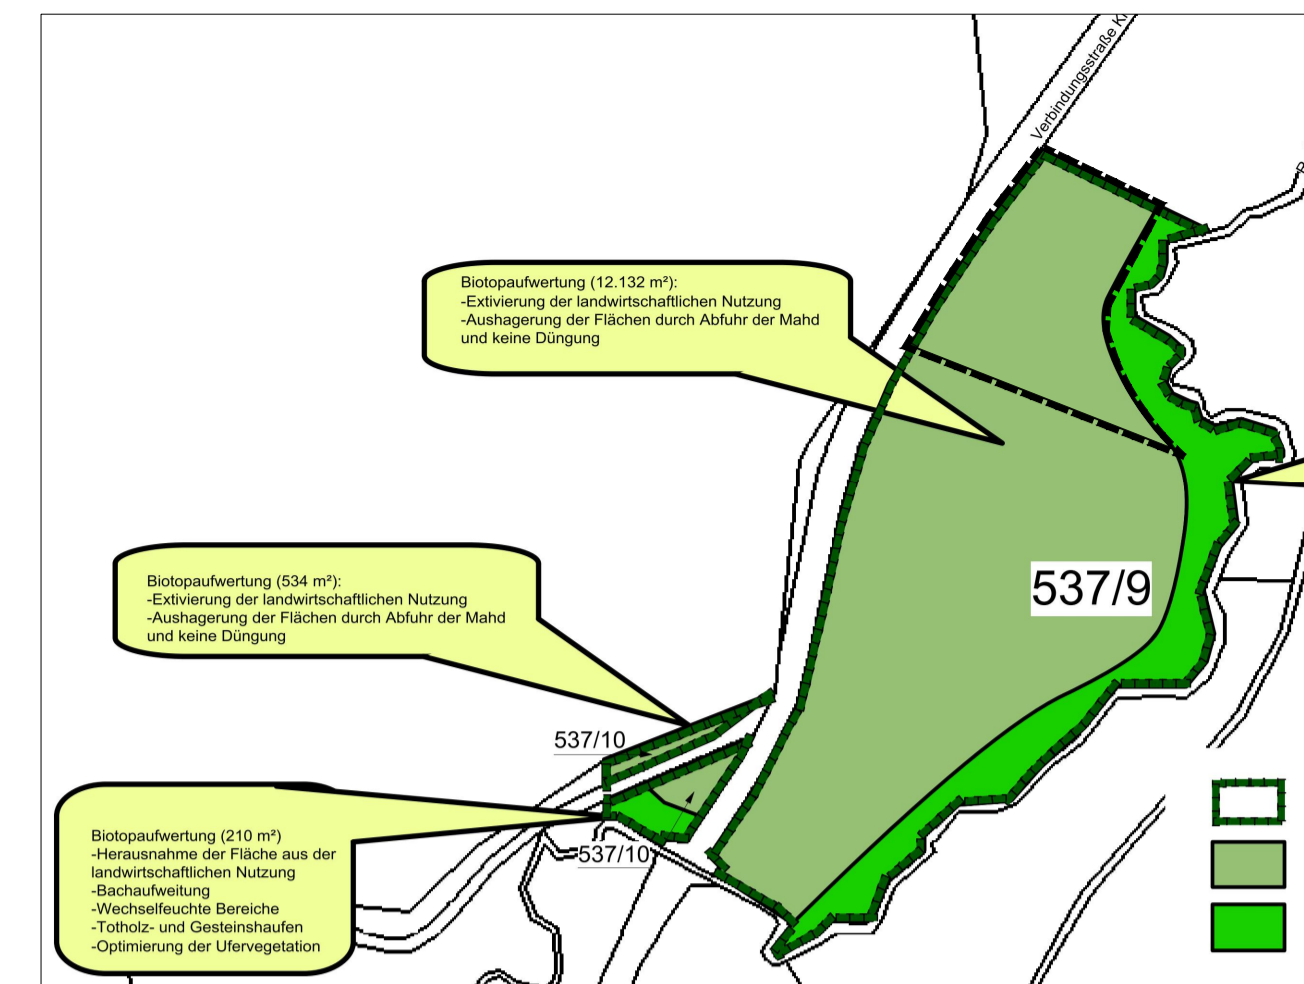 Verbindungsstraße
Biotopaufwertung (12.132 m²):
-Extivierung der landwirtschaftlichen Nutzung
-Aushagerung der Flächen durch Abfuhr der Mahd
und keine Düngung
537/9
Biotopaufwertung (534 m²):
-Extivierung der landwirtschaftlichen Nutzung
-Aushagerung der Flächen durch Abfuhr der Mahd
und keine Düngung
537/10
Biotopaufwertung (210 m²)
-Herausnahme der Fläche aus der
landwirtschaftlichen Nutzung
-Bachaufweitung
-Wechselfeuchte Bereiche
-Totholz- und Gesteinshaufen
-Optimierung der Ufervegetation
537/10